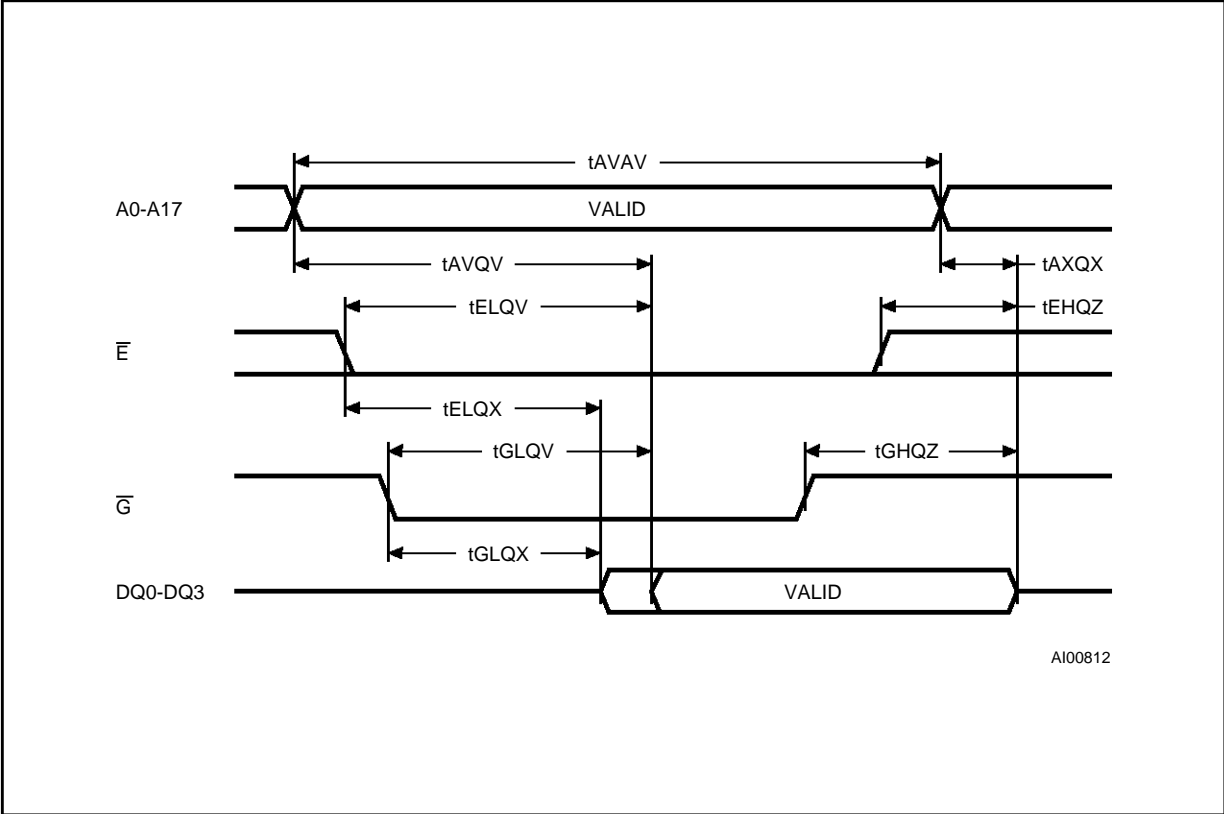 tAVAV
A0-A17 VALID
tAVQV tAXQX
tELQV tEHQZ
E̅
tELQX
tGLQV tGHQZ
G̅
tGLQX
DQ0-DQ3 VALID
AI00812